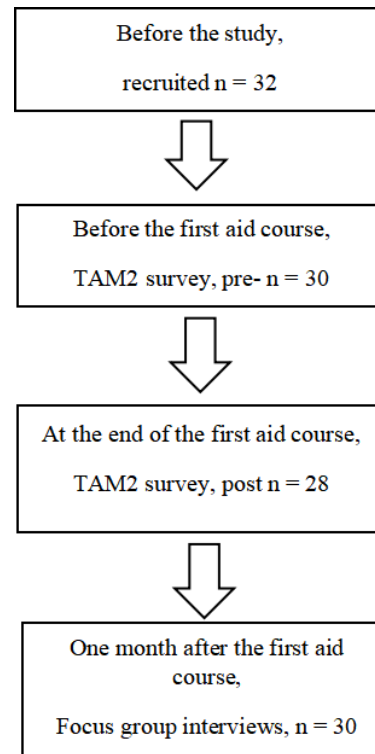 Before the study,
recruited n = 32
Before the first aid course,
TAM2 survey, pre- n = 30
At the end of the first aid course,
TAM2 survey, post n = 28
One month after the first aid
course,
Focus group interviews, n = 30